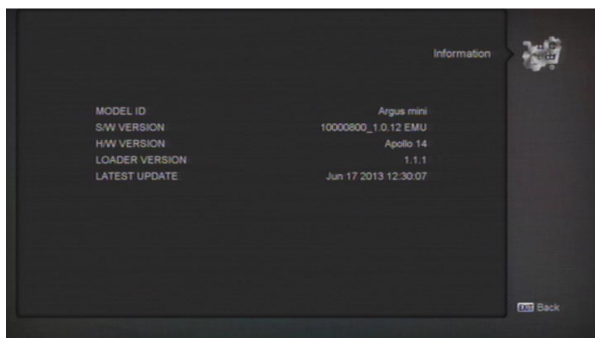 Information
MODEL ID Argus mini
S/W VERSION 10000800_1.0.12 EMU
H/W VERSION Apollo 14
LOADER VERSION 1.1.1
LATEST UPDATE Jun 17 2013 12:30:07
EXIT Back